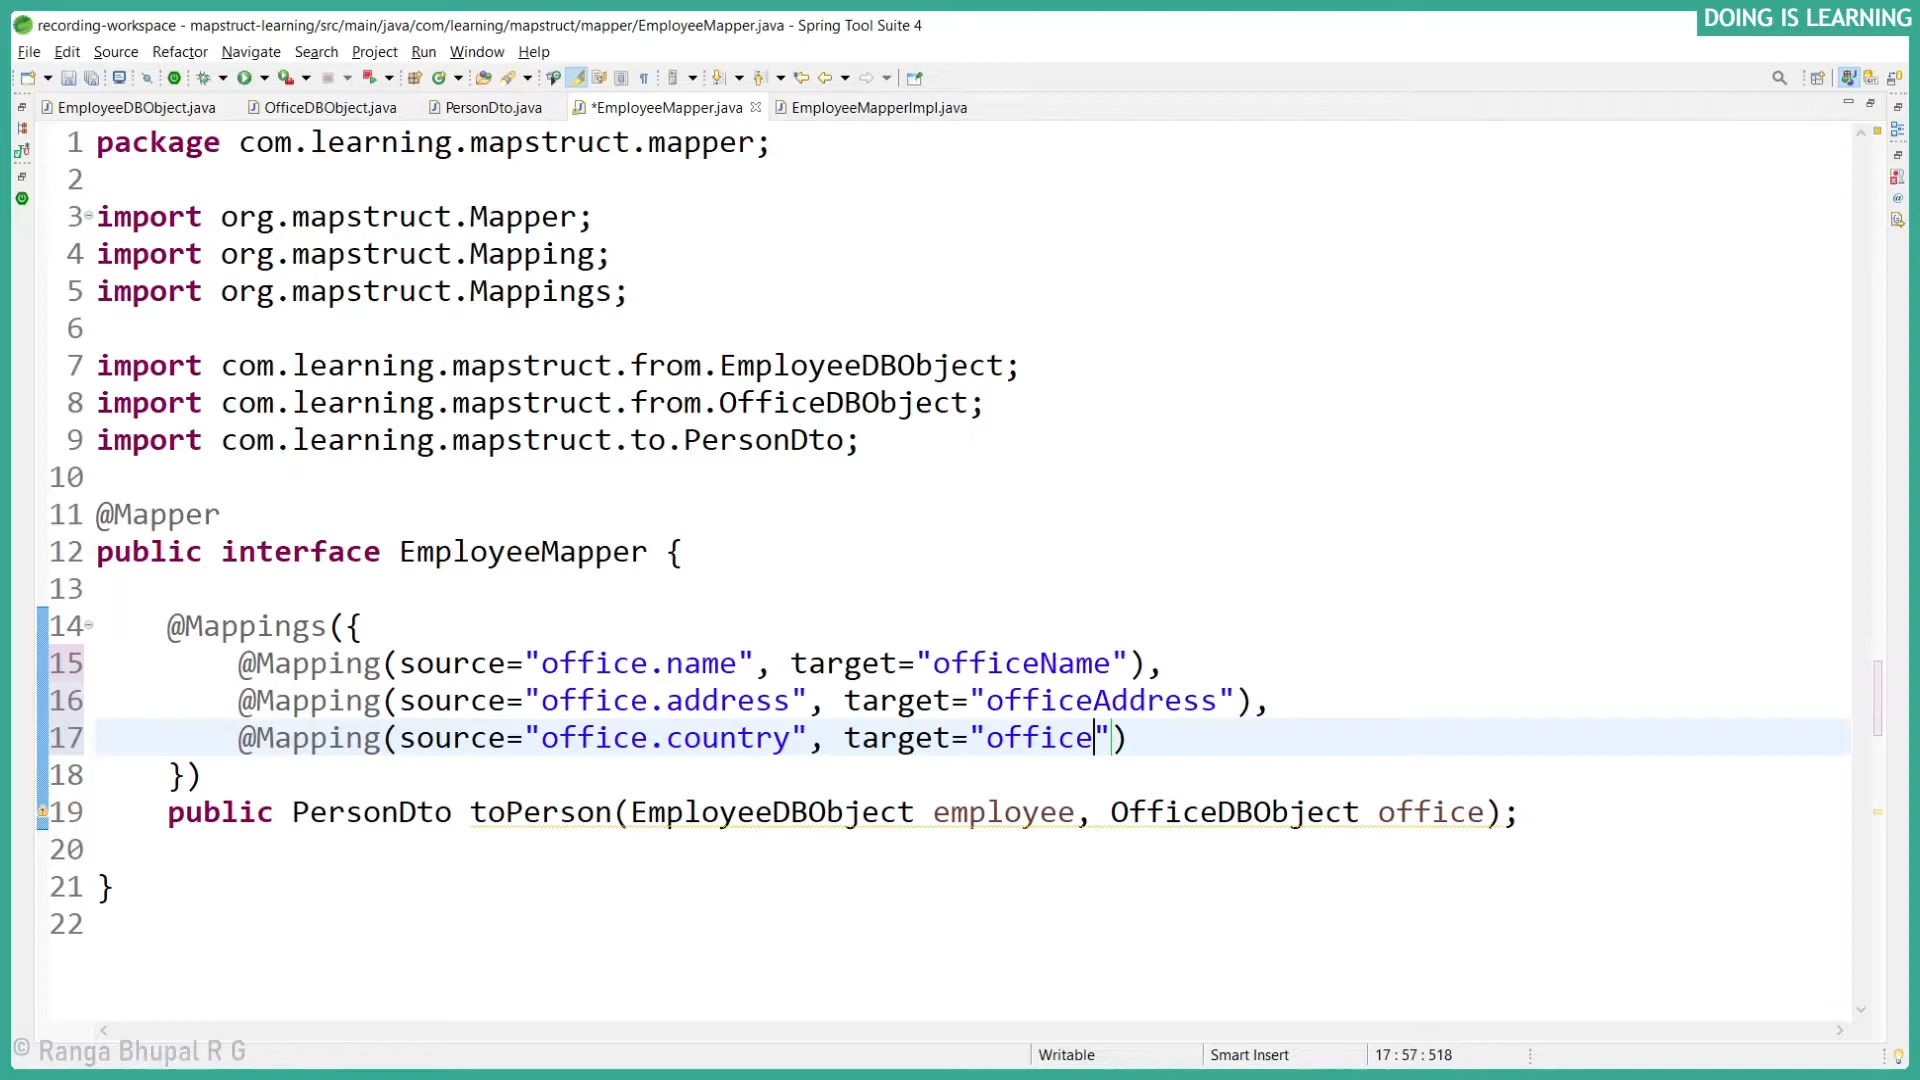 DOING IS LEARNING
recording-workspace - mapstruct-learning/src/main/java/com/learning/mapstruct/mapper/EmployeeMapper.java - Spring Tool Suite 4
File Edit Source Refactor Navigate Search Project Run Window Help
EmployeeDBObject.java OfficeDBObject.java PersonDto.java *EmployeeMapper.java EmployeeMapperImpl.java
1 package com.learning.mapstruct.mapper;
2
3 import org.mapstruct.Mapper;
4 import org.mapstruct.Mapping;
5 import org.mapstruct.Mappings;
6
7 import com.learning.mapstruct.from.EmployeeDBObject;
8 import com.learning.mapstruct.from.OfficeDBObject;
9 import com.learning.mapstruct.to.PersonDto;
10
11 @Mapper
12 public interface EmployeeMapper {
13
14 @Mappings({
15 @Mapping(source="office.name", target="officeName"),
16 @Mapping(source="office.address", target="officeAddress"),
17 @Mapping(source="office.country", target="office")
18 })
19 public PersonDto toPerson(EmployeeDBObject employee, OfficeDBObject office);
20
21 }
22
© Ranga Bhupal R G
Writable Smart Insert 17 : 57 : 518